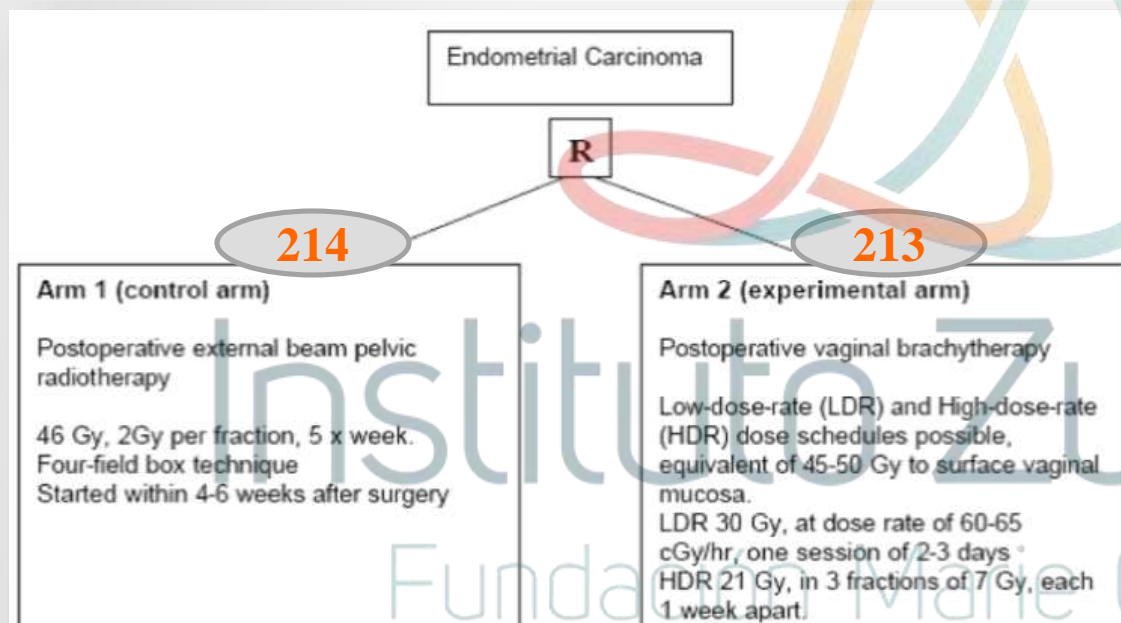 Endometrial Carcinoma
R
214
213
Arm 1 (control arm)
Postoperative external beam pelvic
radiotherapy
46 Gy, 2Gy per fraction, 5 x week.
Four-field box technique
Started within 4-6 weeks after surgery
Arm 2 (experimental arm)
Postoperative vaginal brachytherapy
Low-dose-rate (LDR) and High-dose-rate
(HDR) dose schedules possible,
equivalent of 45-50 Gy to surface vaginal
mucosa.
LDR 30 Gy, at dose rate of 60-65
cGy/hr, one session of 2-3 days
HDR 21 Gy, in 3 fractions of 7 Gy, each
1 week apart.
Instituto Zu
Fundación Marie